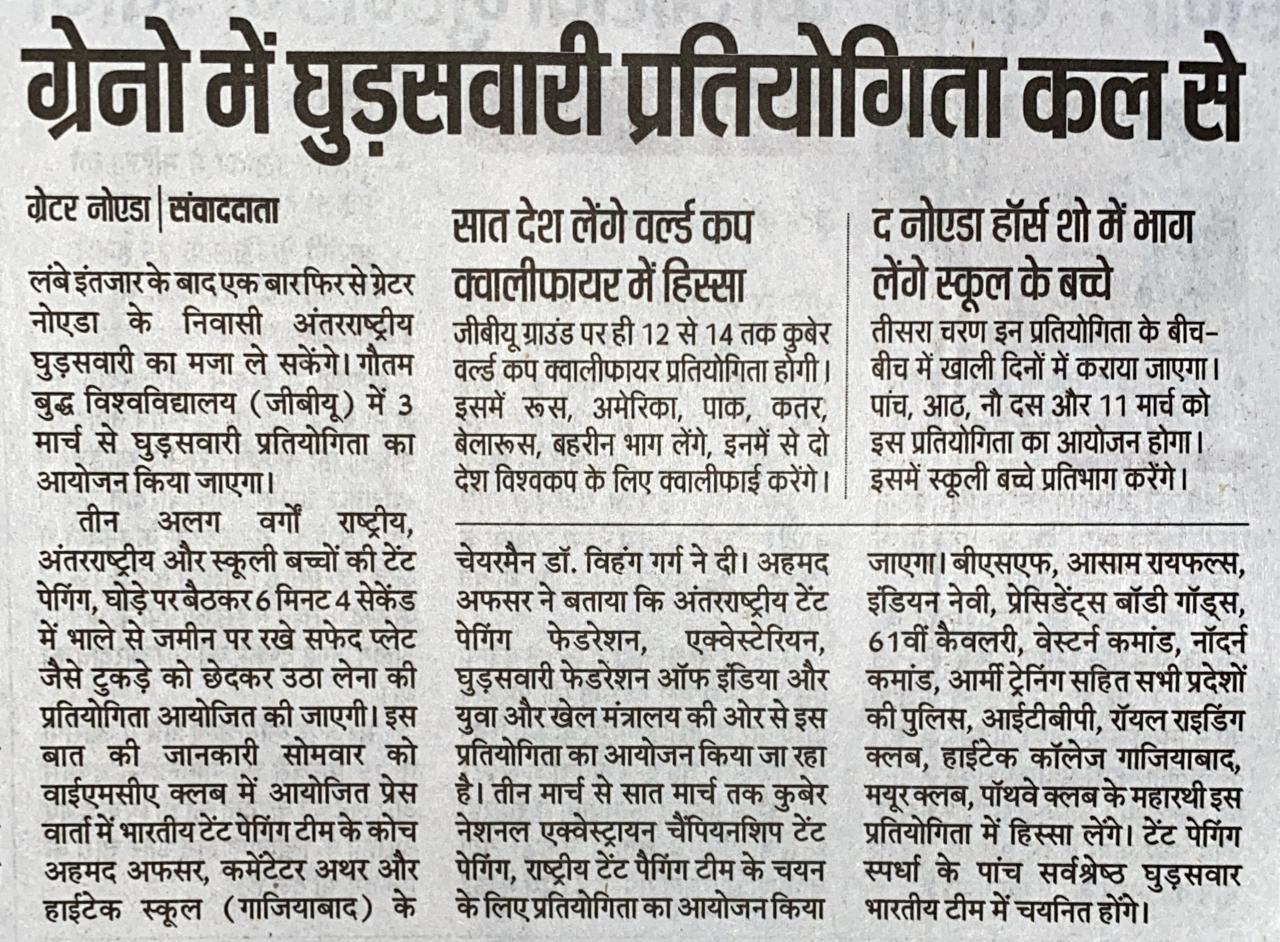 ग्रेनो में घुड़सवारी प्रतियोगिता कल से
ग्रेटर नोएडा|संवाददाता
लंबे इंतजार के बाद एक बार फिर से ग्रेटर
नोएडा के निवासी अंतरराष्ट्रीय
घुड़सवारी का मजा ले सकेंगे। गौतम
बुद्ध विश्वविद्यालय (जीबीयू) में 3
मार्च से घुड़सवारी प्रतियोगिता का
आयोजन किया जाएगा।
तीन अलग वर्गों राष्ट्रीय,
अंतरराष्ट्रीय और स्कूली बच्चों की टेंट
पेगिंग, घोड़े पर बैठकर 6 मिनट 4 सेकेंड
में भाले से जमीन पर रखे सफेद प्लेट
जैसे टुकड़े को छेदकर उठा लेना की
प्रतियोगिता आयोजित की जाएगी। इस
बात की जानकारी सोमवार को
वाईएमसीए क्लब में आयोजित प्रेस
वार्ता में भारतीय टेंट पेगिंग टीम के कोच
अहमद अफसर, कमेंटेटर अथर और
हाईटेक स्कूल (गाजियाबाद) के
सात देश लेंगे वर्ल्ड कप
क्वालीफायर में हिस्सा
जीबीयू ग्राउंड पर ही 12 से 14 तक कुबेर
वर्ल्ड कप क्वालीफायर प्रतियोगिता होगी।
इसमें रूस, अमेरिका, पाक, कतर,
बेलारूस, बहरीन भाग लेंगे, इनमें से दो
देश विश्वकप के लिए क्वालीफाई करेंगे।
द नोएडा हॉर्स शो में भाग
लेंगे स्कूल के बच्चे
तीसरा चरण इन प्रतियोगिता के बीच-
बीच में खाली दिनों में कराया जाएगा।
पांच, आठ, नौ दस और 11 मार्च को
इस प्रतियोगिता का आयोजन होगा।
इसमें स्कूली बच्चे प्रतिभाग करेंगे।
चेयरमैन डॉ. विहंग गर्ग ने दी। अहमद
अफसर ने बताया कि अंतरराष्ट्रीय टेंट
पेगिंग फेडरेशन, एक्वेस्टेरियन,
घुड़सवारी फेडरेशन ऑफ इंडिया और
युवा और खेल मंत्रालय की ओर से इस
प्रतियोगिता का आयोजन किया जा रहा
है। तीन मार्च से सात मार्च तक कुबेर
नेशनल एक्वेस्ट्रायन चैंपियनशिप टेंट
पेगिंग, राष्ट्रीय टेंट पैगिंग टीम के चयन
के लिए प्रतियोगिता का आयोजन किया
जाएगा। बीएसएफ, आसाम रायफल्स,
इंडियन नेवी, प्रेसिडेंट्स बॉडी गॉड्स,
61वीं कैवलरी, वेस्टर्न कमांड, नॉदर्न
कमांड, आर्मी ट्रेनिंग सहित सभी प्रदेशों
की पुलिस, आईटीबीपी, रॉयल राइडिंग
क्लब, हाईटेक कॉलेज गाजियाबाद,
मयूर क्लब, पॉथवे क्लब के महारथी इस
प्रतियोगिता में हिस्सा लेंगे। टेंट पेगिंग
स्पर्धा के पांच सर्वश्रेष्ठ घुड़सवार
भारतीय टीम में चयनित होंगे।